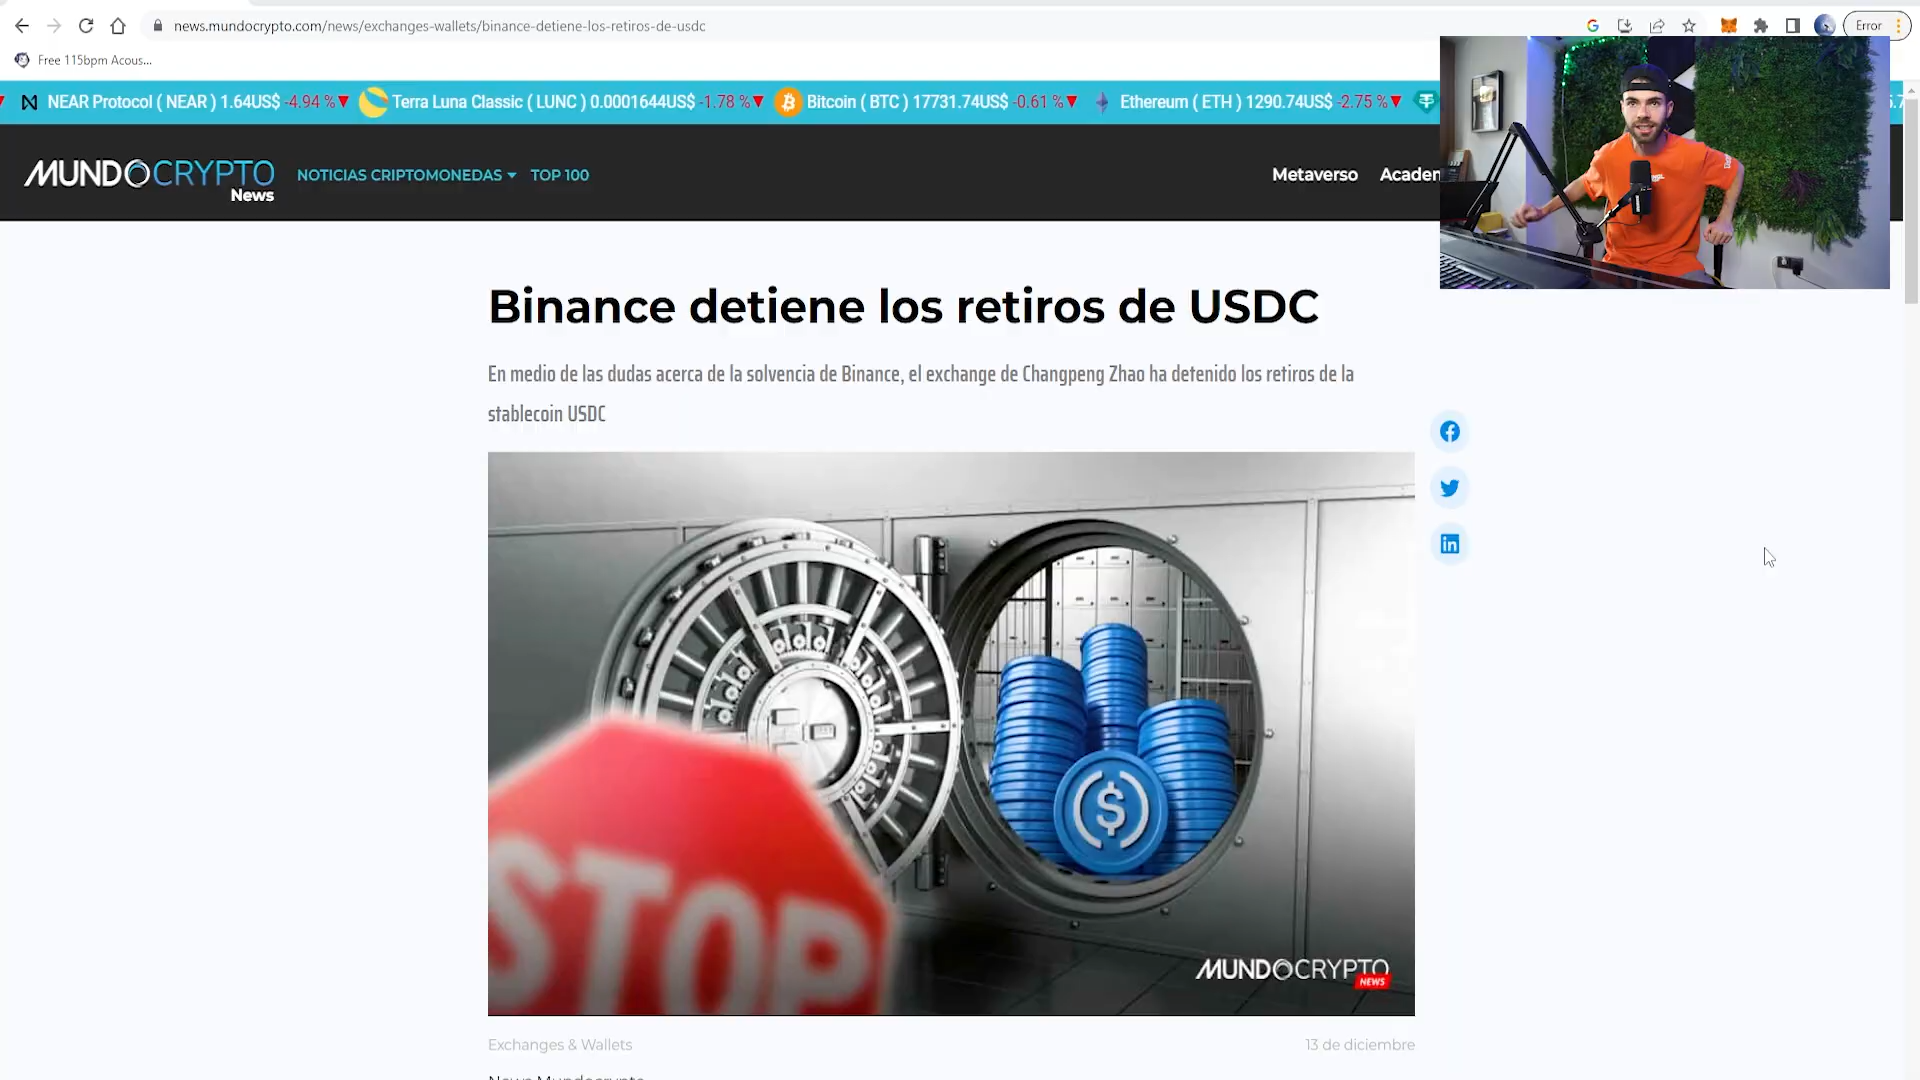 news.mundocrypto.com/news/exchanges-wallets/binance-detiene-los-retiros-de-usdc
Error
Free 115bpm Acous...
NEAR Protocol ( NEAR ) 1.64US$ -4.94 %▼ Terra Luna Classic ( LUNC ) 0.0001644US$ -1.78 %▼ Bitcoin ( BTC ) 17731.74US$ -0.61 %▼ Ethereum ( ETH ) 1290.74US$ -2.75 %▼
MUNDOCRYPTO
News
NOTICIAS CRIPTOMONEDAS TOP 100
Metaverso Academ
Binance detiene los retiros de USDC
En medio de las dudas acerca de la solvencia de Binance, el exchange de Changpeng Zhao ha detenido los retiros de la
stablecoin USDC
STOP
$
MUNDOCRYPTO
NEWS
Exchanges & Wallets
13 de diciembre
News Mundocrypto